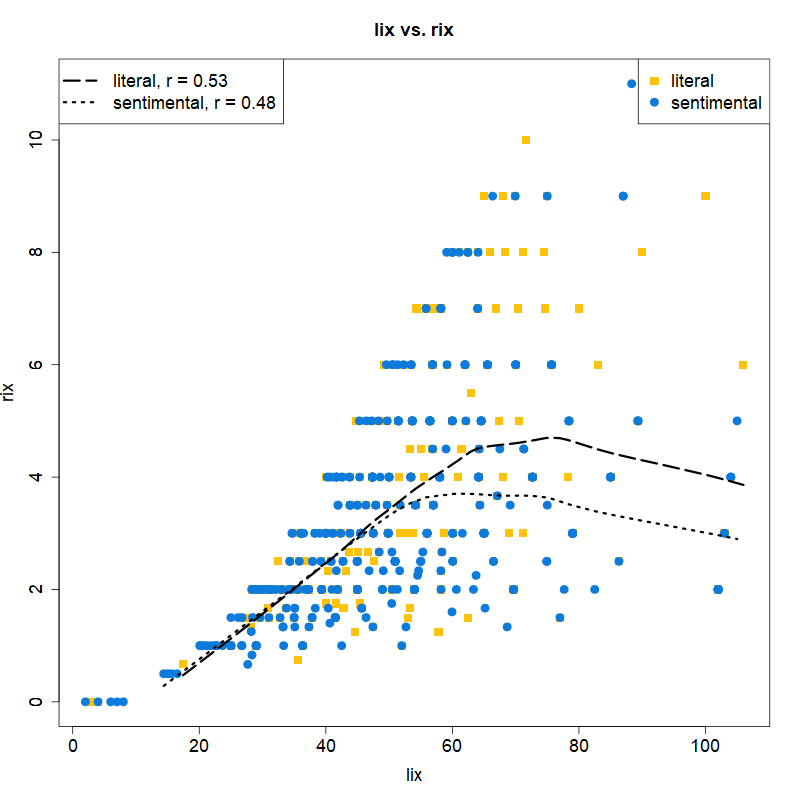 lix vs. rix
literal, r = 0.53
sentimental, r = 0.48
literal
sentimental
10
8
6
4
2
0
rix
0 20 40 60 80 100
lix